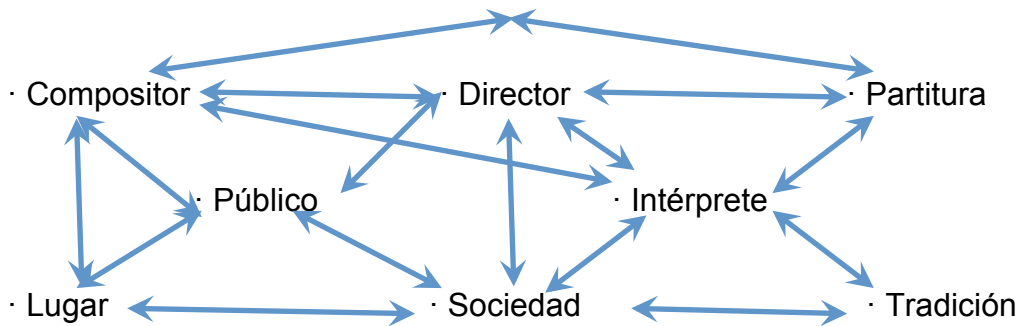 · Compositor · Director · Partitura
· Público · Intérprete
· Lugar · Sociedad · Tradición